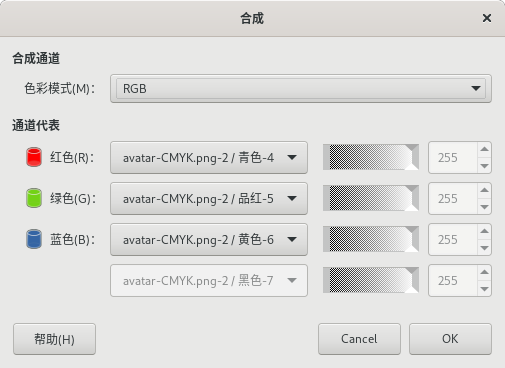 合成
合成通道
色彩模式(M)： RGB
通道代表
红色(R)： avatar-CMYK.png-2 / 青色-4 255
绿色(G)： avatar-CMYK.png-2 / 品红-5 255
蓝色(B)： avatar-CMYK.png-2 / 黄色-6 255
avatar-CMYK.png-2 / 黑色-7 255
帮助(H) Cancel OK